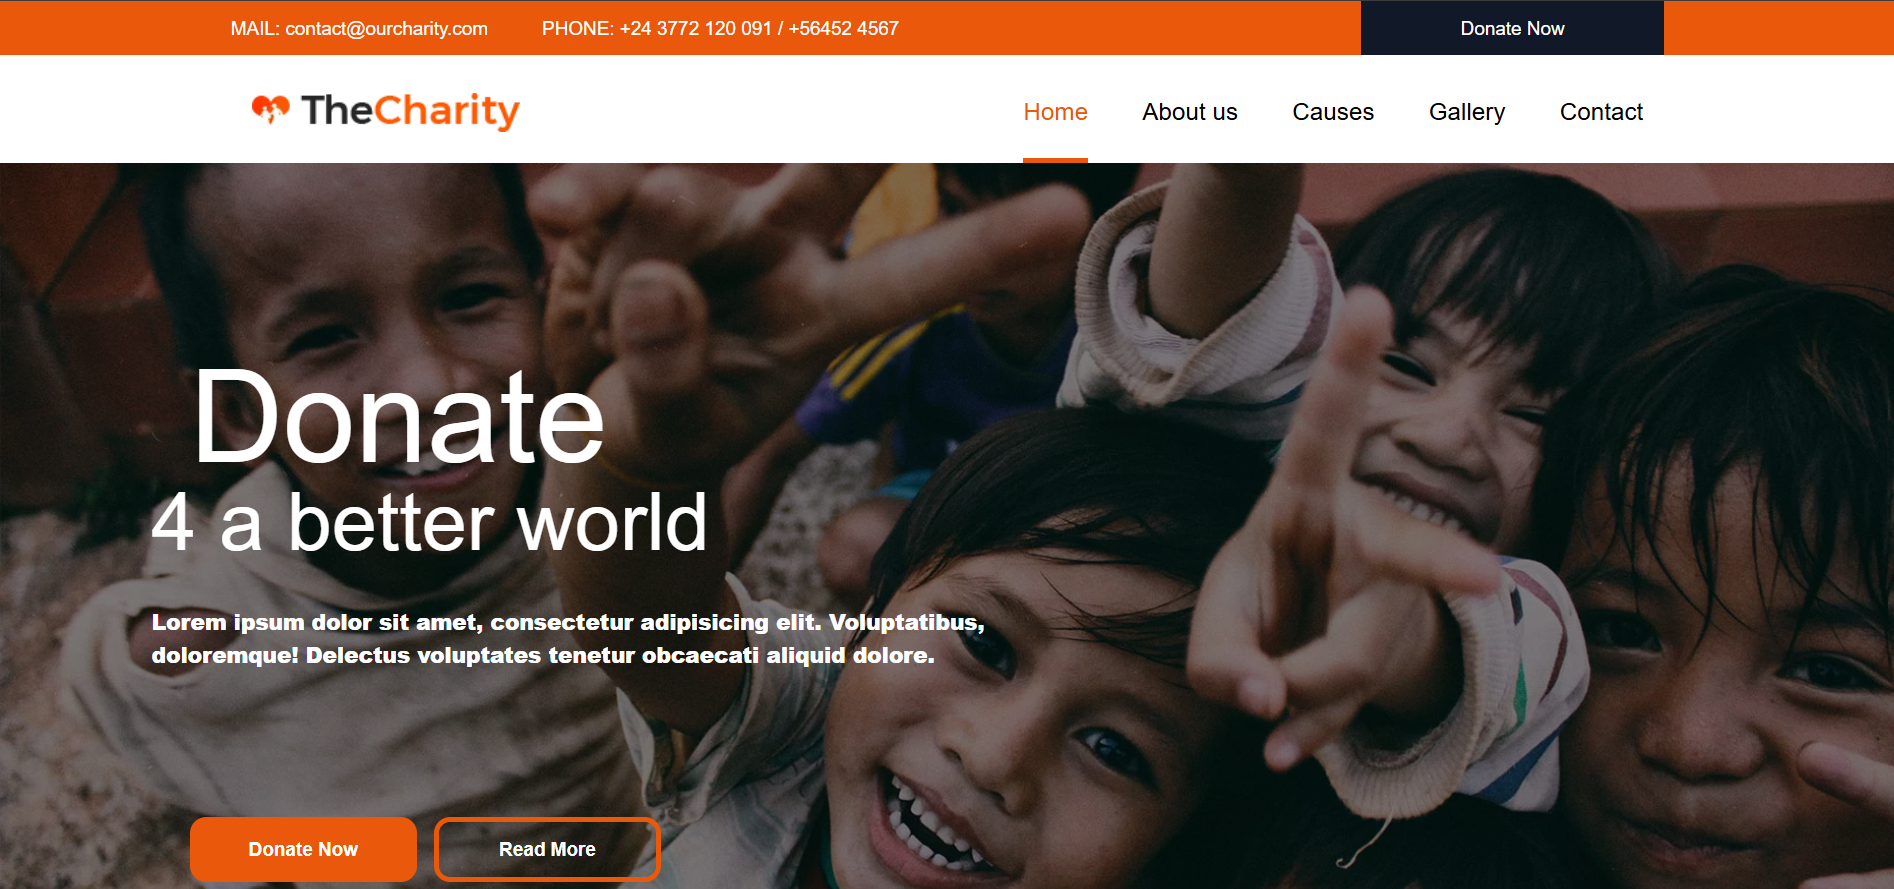 MAIL: contact@ourcharity.com PHONE: +24 3772 120 091 / +56452 4567 Donate Now
TheCharity Home About us Causes Gallery Contact
Donate
4 a better world
Lorem ipsum dolor sit amet, consectetur adipisicing elit. Voluptatibus,
doloremque! Delectus voluptates tenetur obcaecati aliquid dolore.
Donate Now Read More